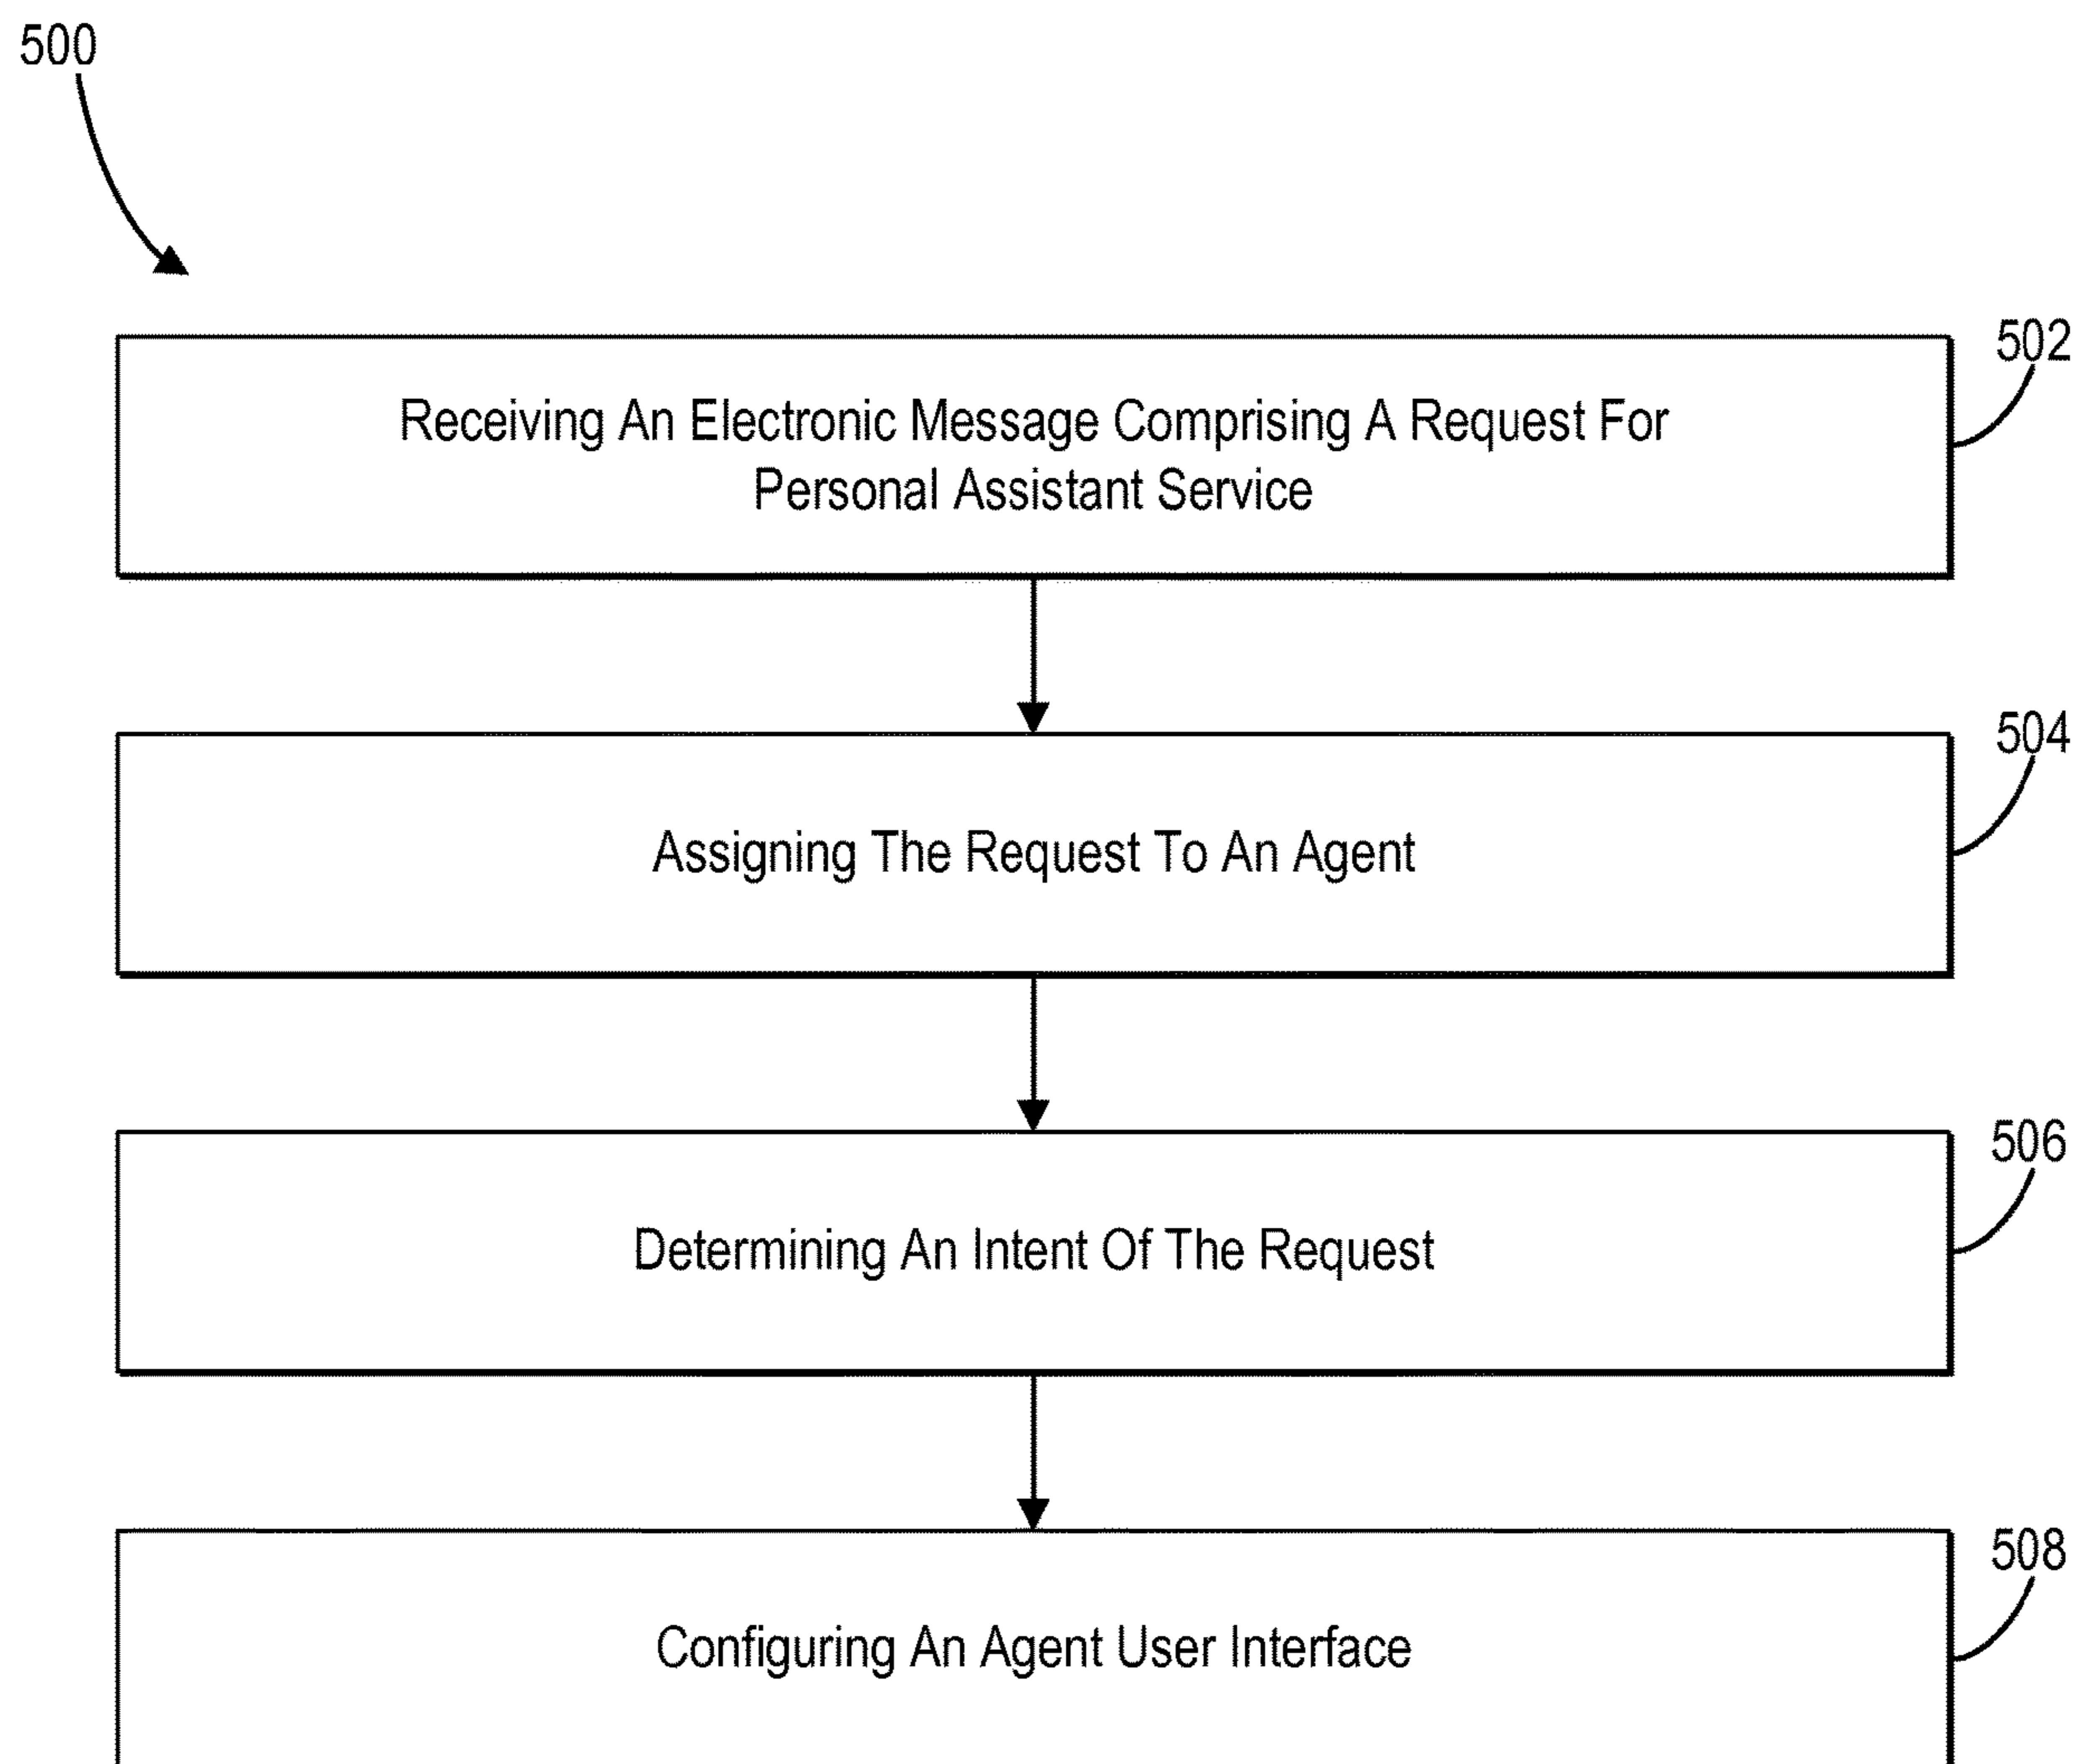 500
502
Receiving An Electronic Message Comprising A Request For
Personal Assistant Service
504
Assigning The Request To An Agent
506
Determining An Intent Of The Request
508
Configuring An Agent User Interface